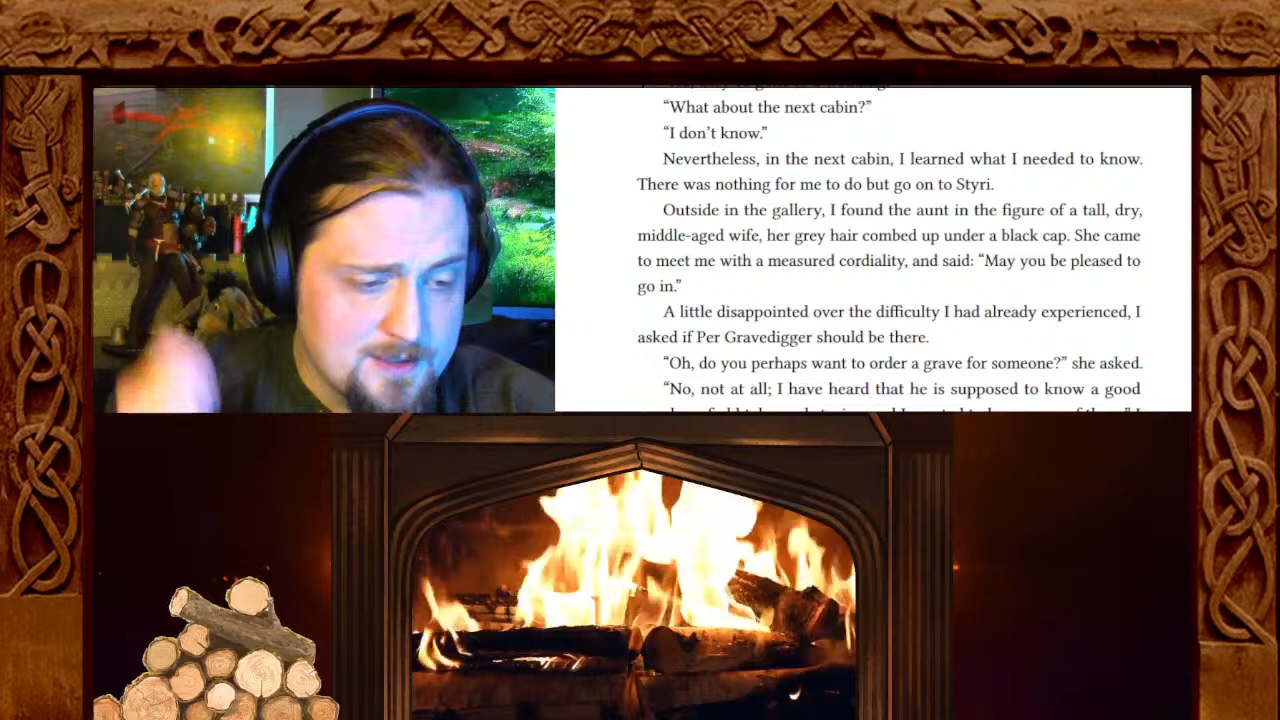 “What about the next cabin?”
“I don’t know.”
Nevertheless, in the next cabin, I learned what I needed to know.
There was nothing for me to do but go on to Styri.
Outside in the gallery, I found the aunt in the figure of a tall, dry,
middle-aged wife, her grey hair combed up under a black cap. She came
to meet me with a measured cordiality, and said: “May you be pleased to
go in.”
A little disappointed over the difficulty I had already experienced, I
asked if Per Gravedigger should be there.
“Oh, do you perhaps want to order a grave for someone?” she asked.
“No, not at all; I have heard that he is supposed to know a good